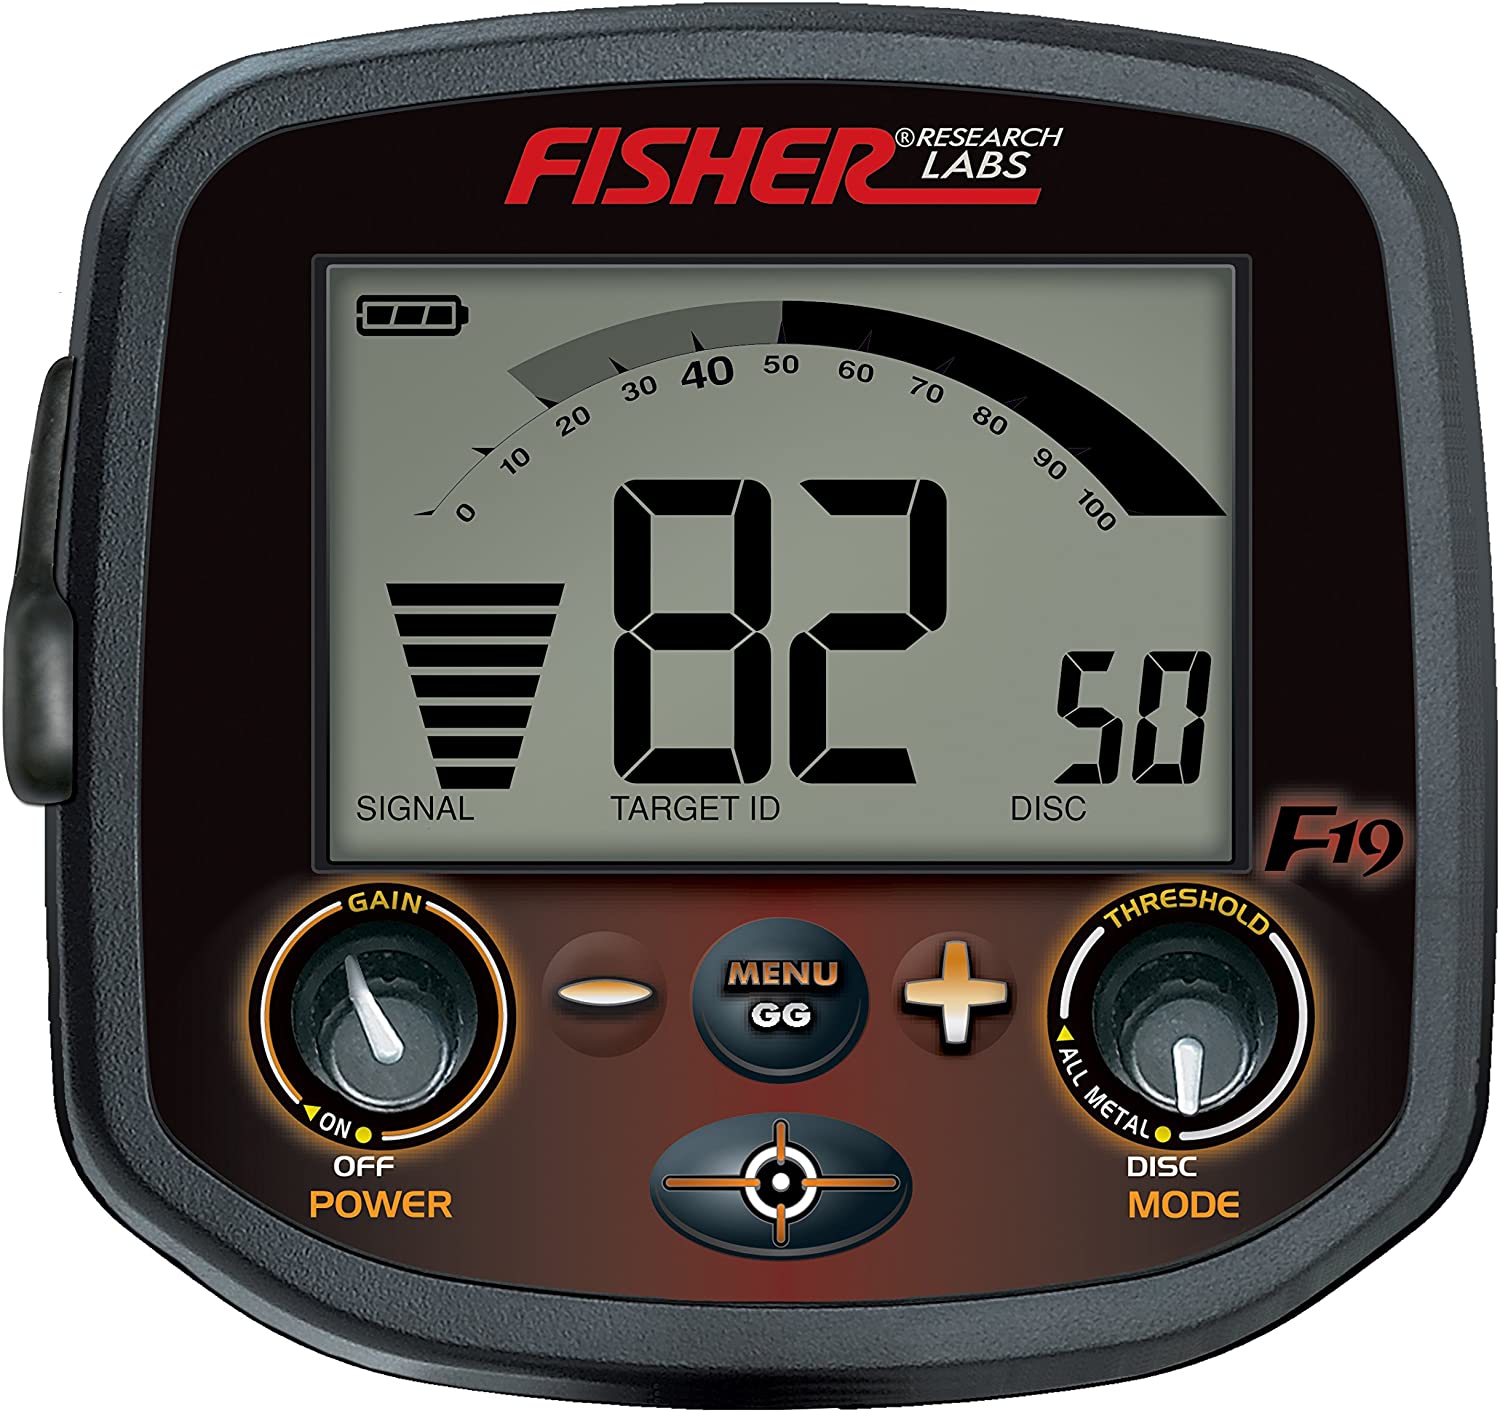 FISHER® RESEARCH
LABS
0 10 20 30 40 50 60 70 80 90 100
82
50
SIGNAL TARGET ID DISC
F19
GAIN
THRESHOLD
MENU
GG
ON
ALL METAL
OFF
DISC
POWER
MODE